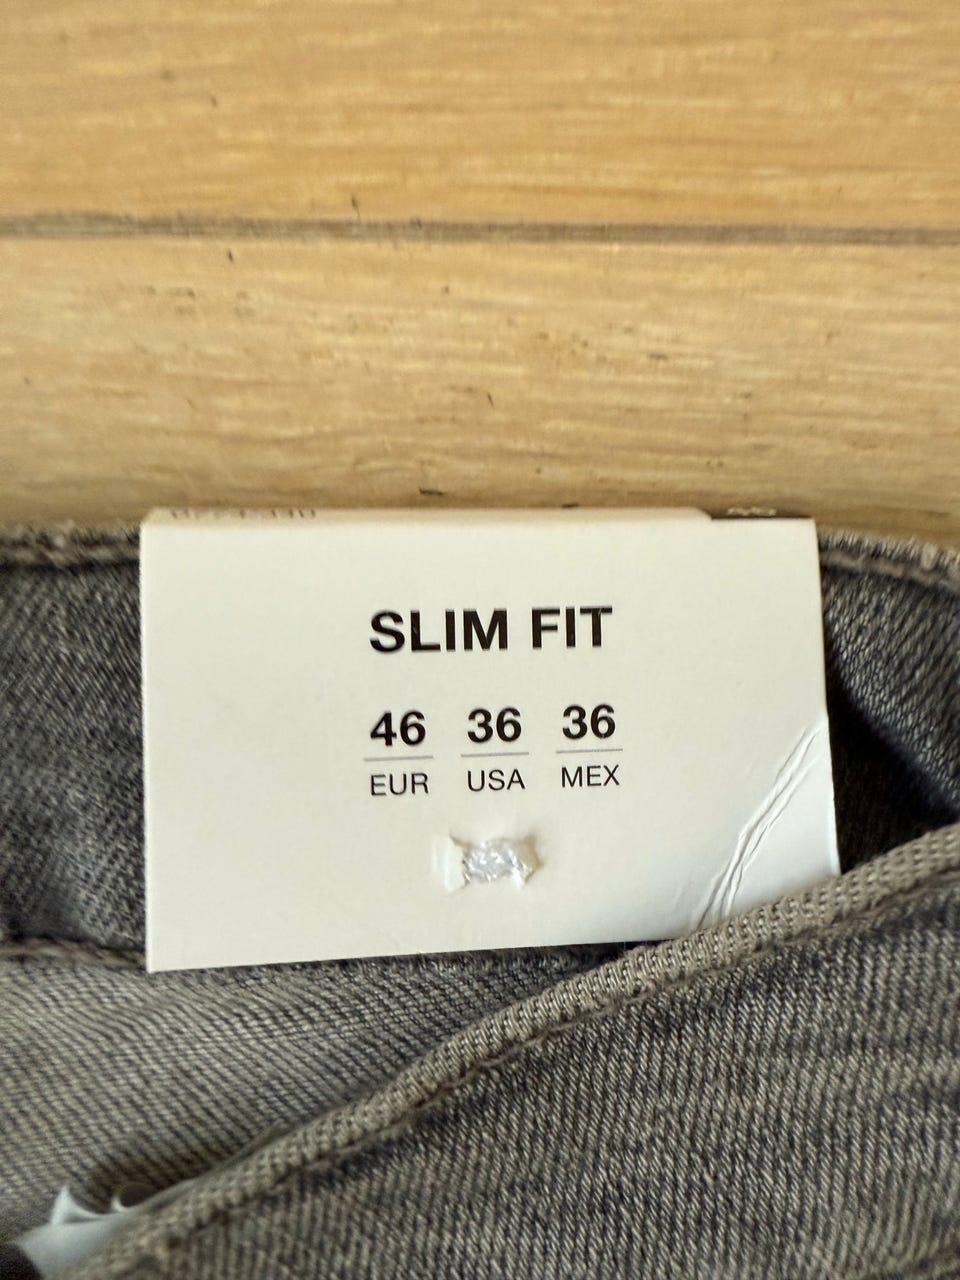 SLIM FIT
46 36 36
EUR USA MEX